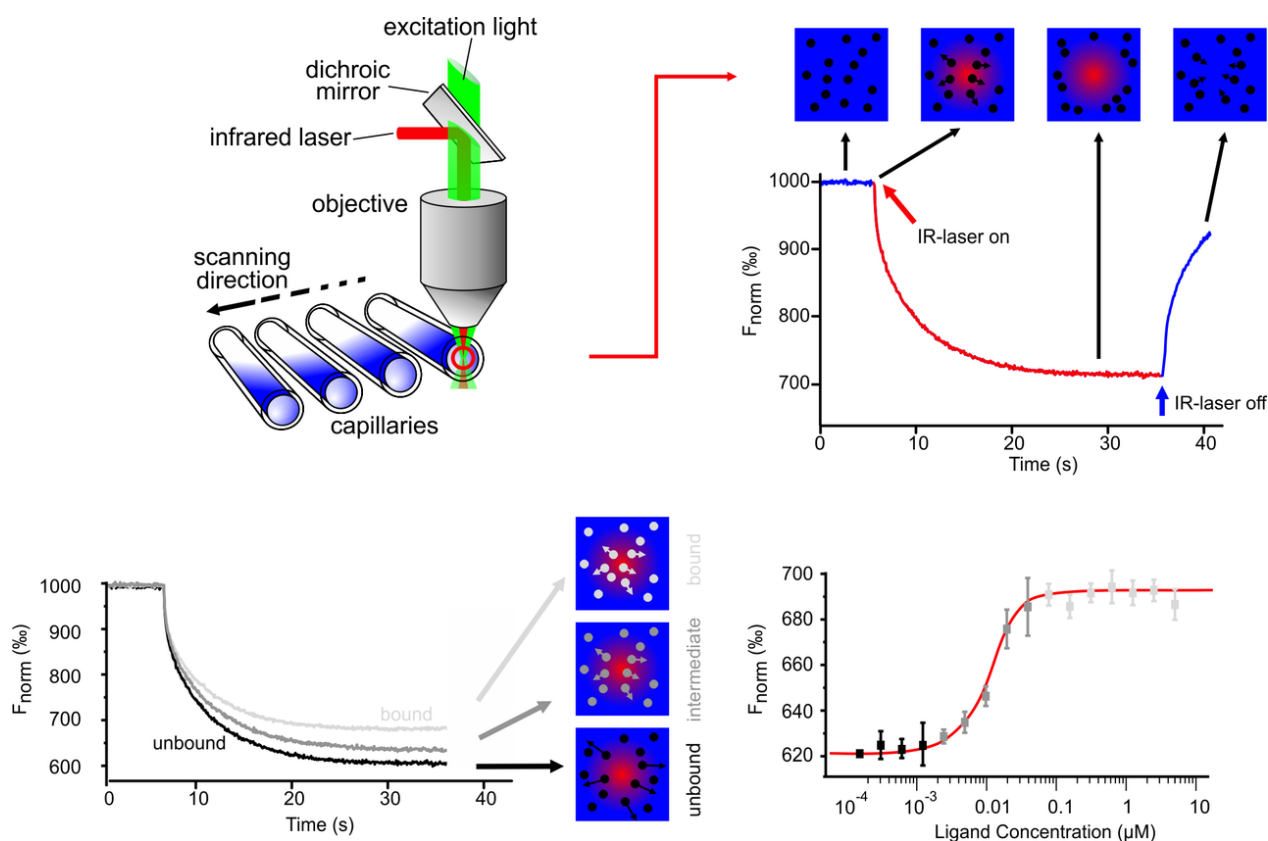 excitation light
dichroic
mirror
infrared laser
objective
scanning
direction
capillaries
F norm (‰)
1000
900
800
700
IR-laser on
IR-laser off
0
10
20
30
40
Time (s)
F norm (‰)
1000
900
800
700
600
bound
unbound
0
10
20
30
40
Time (s)
bound
intermediate
unbound
F norm (‰)
700
680
660
640
620
10⁻⁴
10⁻³
0.01
0.1
1
10
Ligand Concentration (µM)